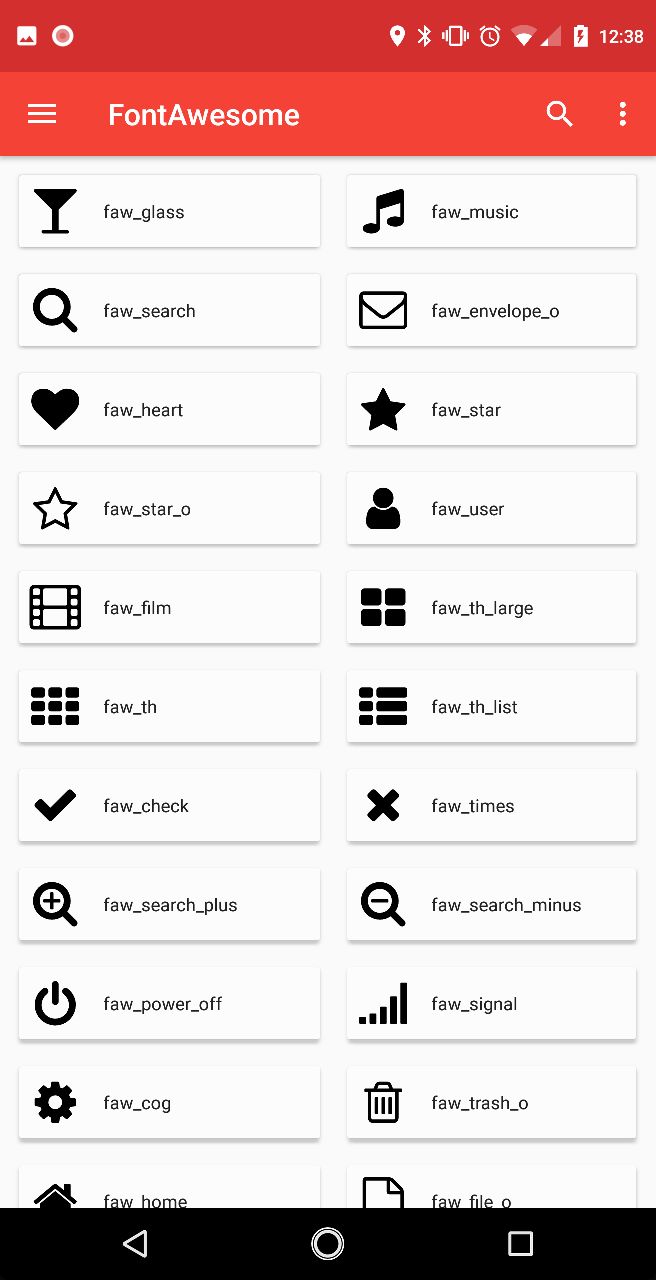 12:38
FontAwesome
faw_glass
faw_music
faw_search
faw_envelope_o
faw_heart
faw_star
faw_star_o
faw_user
faw_film
faw_th_large
faw_th
faw_th_list
faw_check
faw_times
faw_search_plus
faw_search_minus
faw_power_off
faw_signal
faw_cog
faw_trash_o
faw_home
faw_file_o